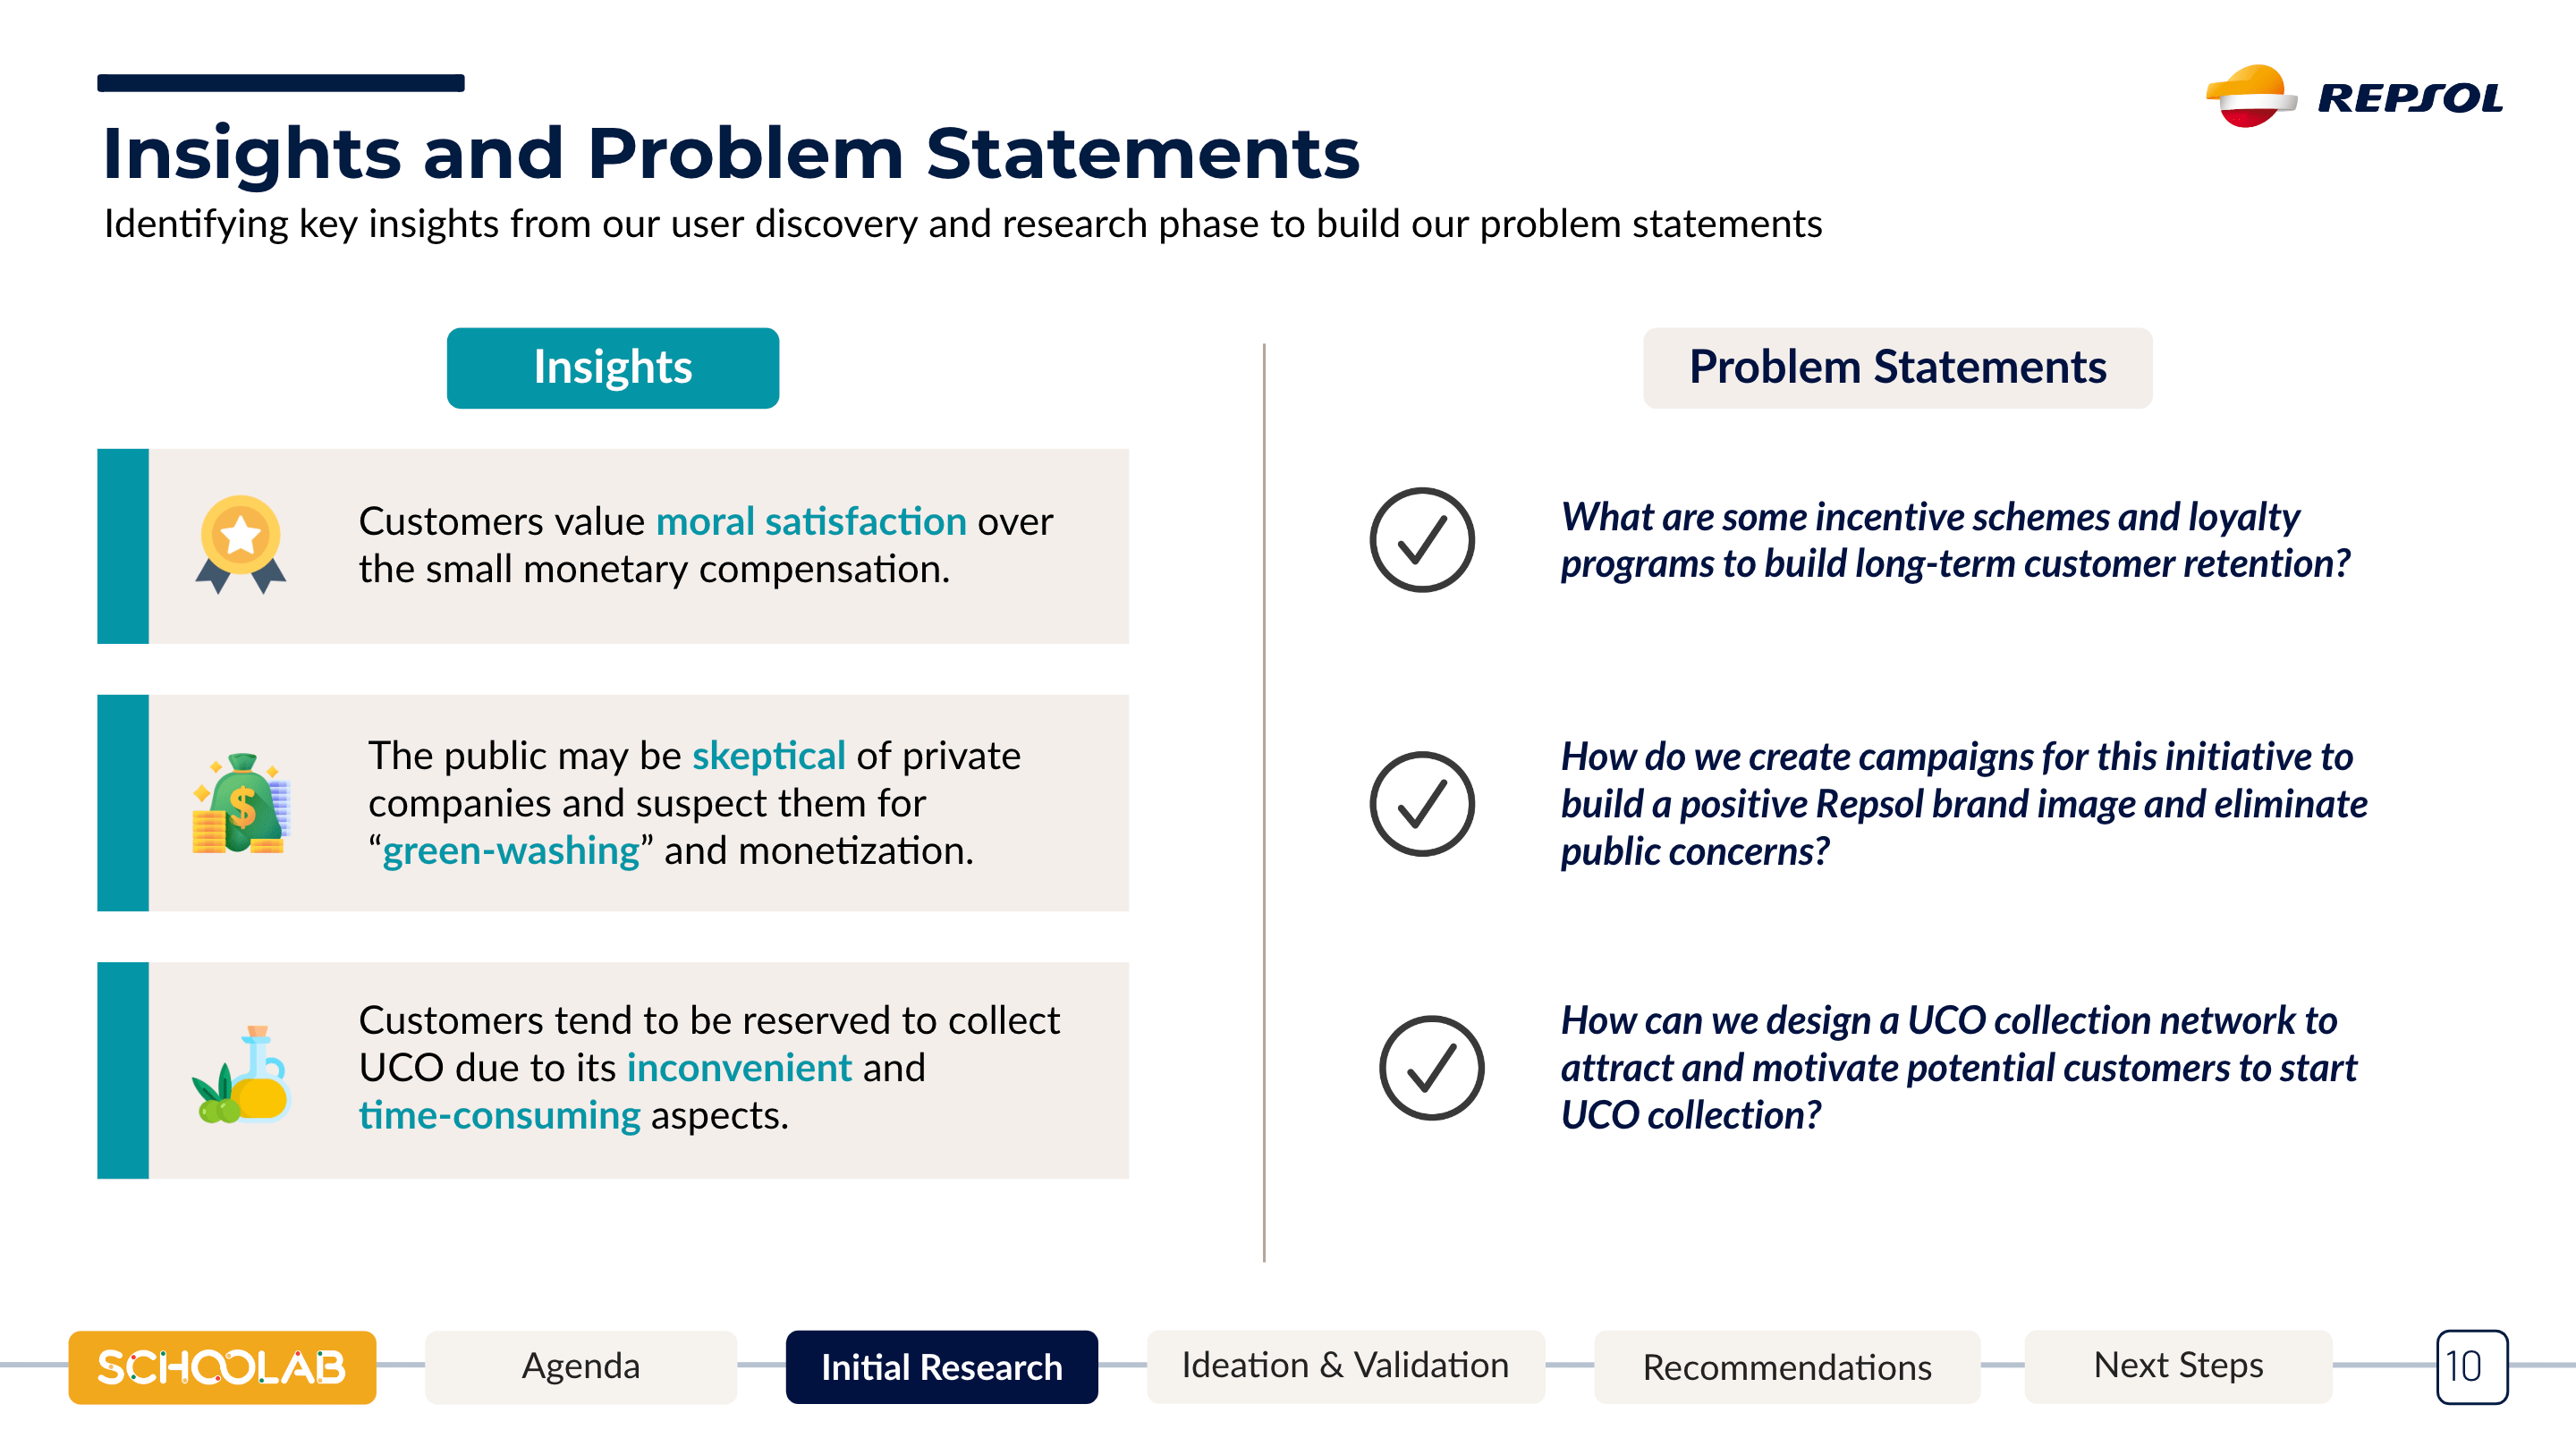 REPSOL
Insights and Problem Statements
Identifying key insights from our user discovery and research phase to build our problem statements
Insights
Customers value moral satisfaction over
the small monetary compensation.
The public may be skeptical of private
companies and suspect them for
“green-washing” and monetization.
Customers tend to be reserved to collect
UCO due to its inconvenient and
time-consuming aspects.
Problem Statements
What are some incentive schemes and loyalty
programs to build long-term customer retention?
How do we create campaigns for this initiative to
build a positive Repsol brand image and eliminate
public concerns?
How can we design a UCO collection network to
attract and motivate potential customers to start
UCO collection?
SCHOOLAB
Agenda
Initial Research
Ideation & Validation
Recommendations
Next Steps
10
$